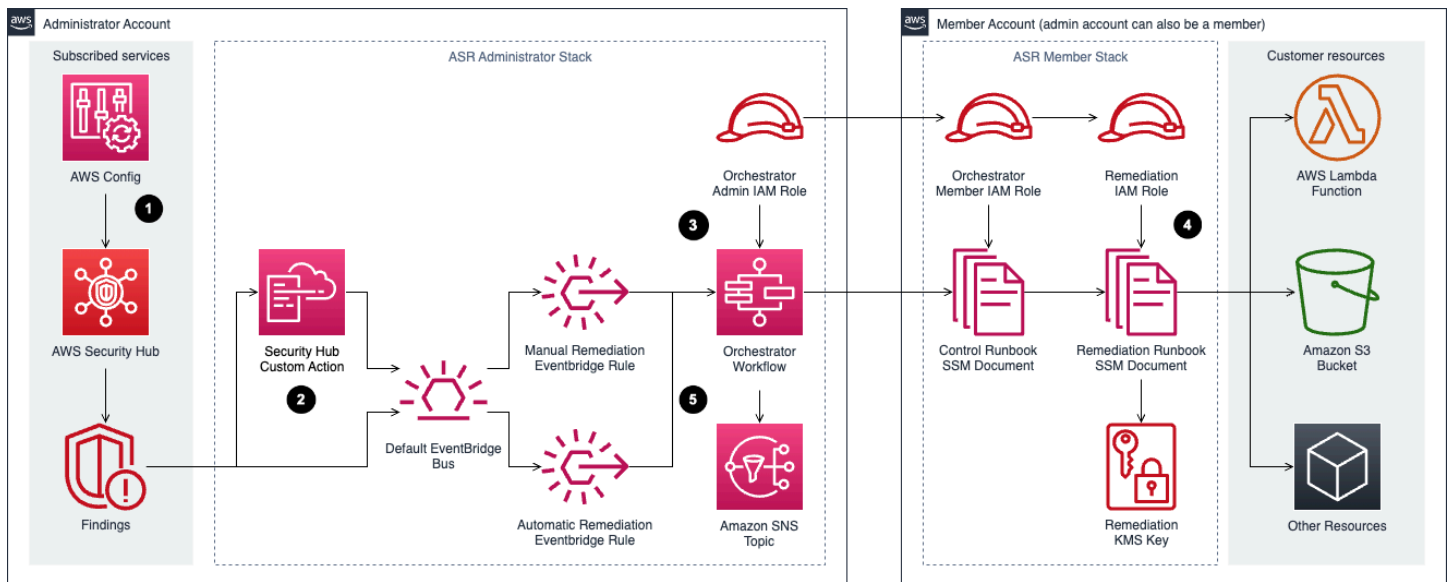 aws
Administrator Account
Subscribed services
AWS Config
1
AWS Security Hub
Findings
ASR Administrator Stack
Security Hub
Custom Action
2
Default EventBridge
Bus
Manual Remediation
Eventbridge Rule
Automatic Remediation
Eventbridge Rule
Orchestrator
Admin IAM Role
3
Orchestrator
Workflow
5
Amazon SNS
Topic
aws
Member Account (admin account can also be a member)
ASR Member Stack
Orchestrator
Member IAM Role
Remediation
IAM Role
4
Control Runbook
SSM Document
Remediation Runbook
SSM Document
Remediation
KMS Key
Customer resources
AWS Lambda
Function
Amazon S3
Bucket
Other Resources